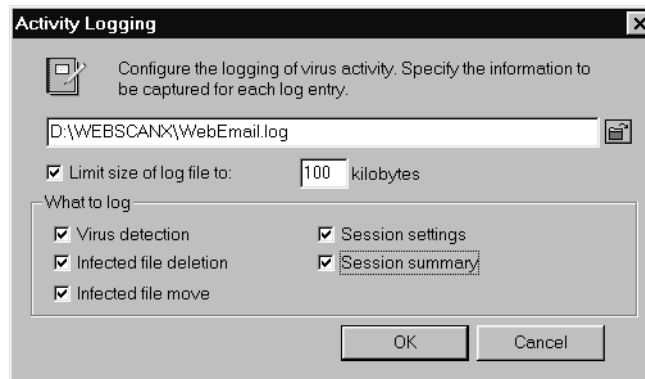 Activity Logging
Configure the logging of virus activity. Specify the information to
be captured for each log entry.
D:\WEBSCANX\WebEmail.log
Limit size of log file to: 100 kilobytes
What to log
Virus detection
Session settings
Infected file deletion
Session summary
Infected file move
OK
Cancel